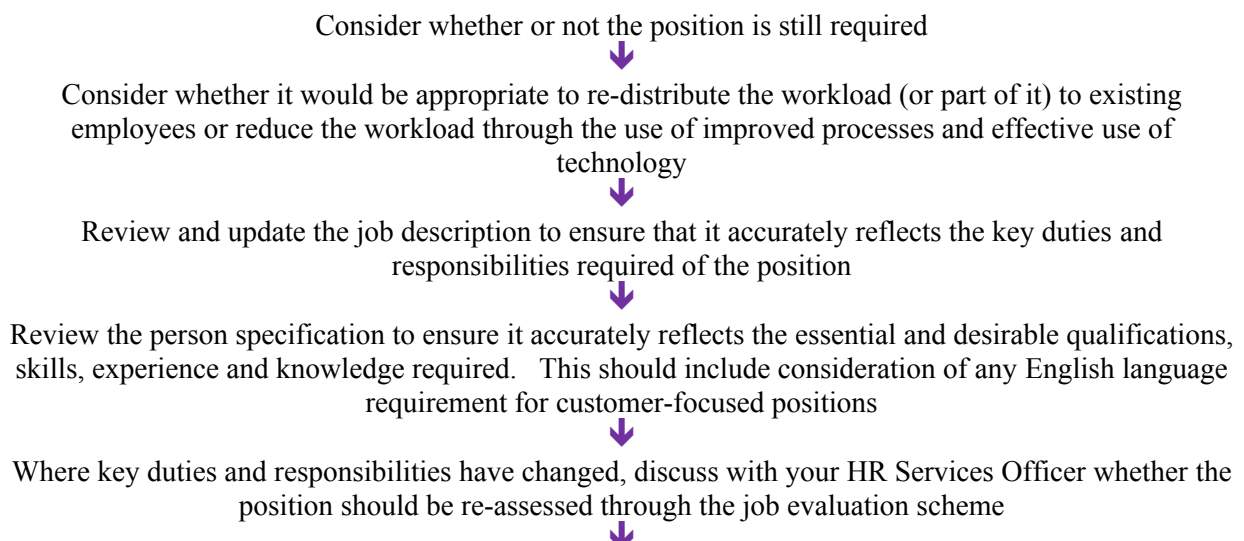 Consider whether or not the position is still required
Consider whether it would be appropriate to re-distribute the workload (or part of it) to existing
employees or reduce the workload through the use of improved processes and effective use of
technology
Review and update the job description to ensure that it accurately reflects the key duties and
responsibilities required of the position
Review the person specification to ensure it accurately reflects the essential and desirable qualifications,
skills, experience and knowledge required.   This should include consideration of any English language
requirement for customer-focused positions
Where key duties and responsibilities have changed, discuss with your HR Services Officer whether the
position should be re-assessed through the job evaluation scheme